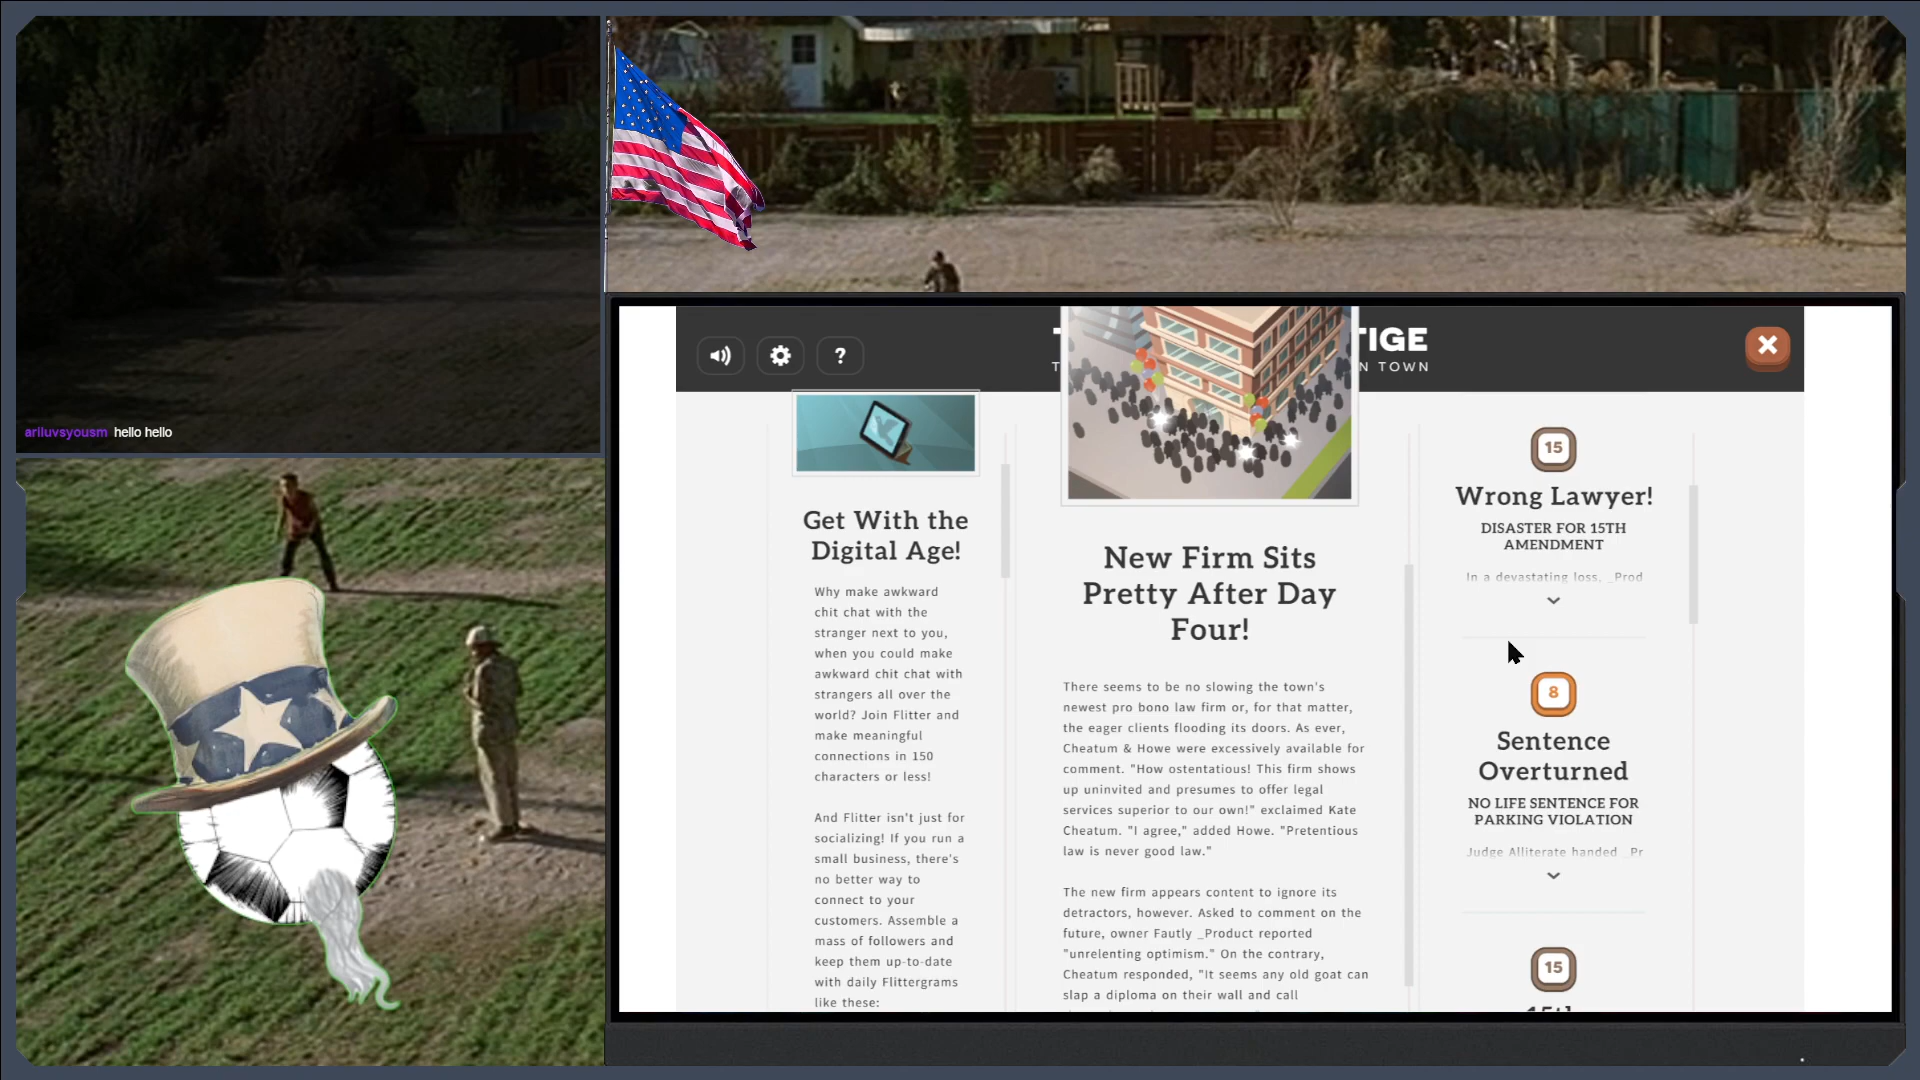 ariluvsyousm hello hello
TIGE
N TOWN
Get With the
Digital Age!
Why make awkward
chit chat with the
stranger next to you,
when you could make
awkward chit chat with
strangers all over the
world? Join Flitter and
make meaningful
connections in 150
characters or less!
And Flitter isn't just for
socializing! If you run a
small business, there's
no better way to
connect to your
customers. Assemble a
mass of followers and
keep them up-to-date
with daily Flittergrams
like these:
New Firm Sits
Pretty After Day
Four!
There seems to be no slowing the town's
newest pro bono law firm or, for that matter,
the eager clients flooding its doors. As ever,
Cheatum & Howe were excessively available for
comment. "How ostentatious! This firm shows
up uninvited and presumes to offer legal
services superior to our own!" exclaimed Kate
Cheatum. "I agree," added Howe. "Pretentious
law is never good law."
The new firm appears content to ignore its
detractors, however. Asked to comment on the
future, owner Fautly _Product reported
"unrelenting optimism." On the contrary,
Cheatum responded, "It seems any old goat can
slap a diploma on their wall and call
15
Wrong Lawyer!
DISASTER FOR 15TH
AMENDMENT
In a devastating loss, _Prod
8
Sentence
Overturned
NO LIFE SENTENCE FOR
PARKING VIOLATION
Judge Alliterate handed _Pr
15